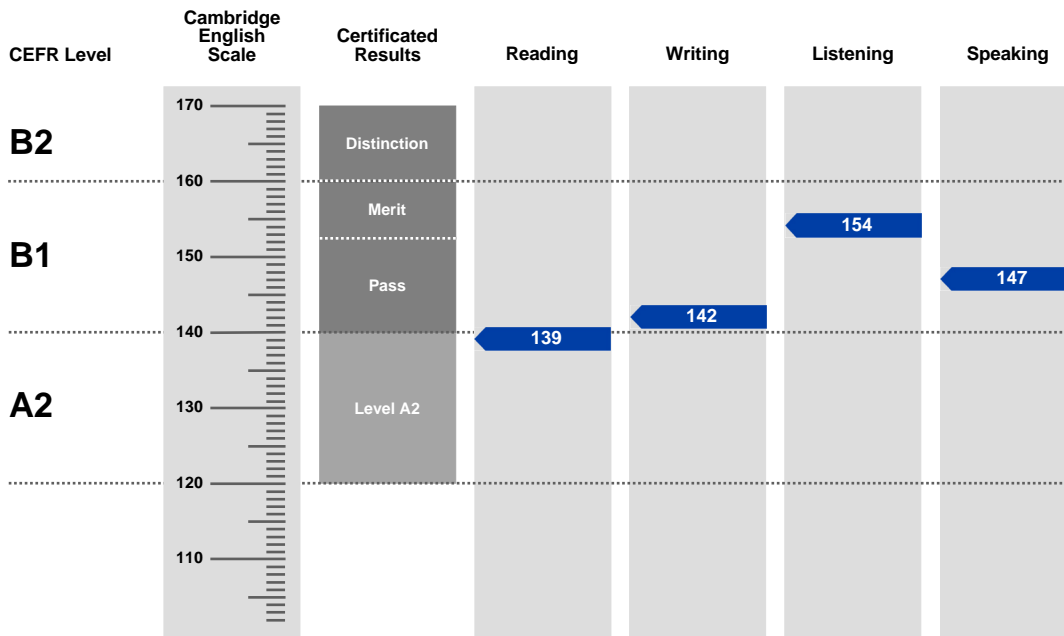 CEFR Level
Cambridge
English
Scale
Certificated
Results
Reading
Writing
Listening
Speaking
170
B2
Distinction
160
Merit
154
B1
150
147
Pass
142
140
139
A2
130
Level A2
120
110